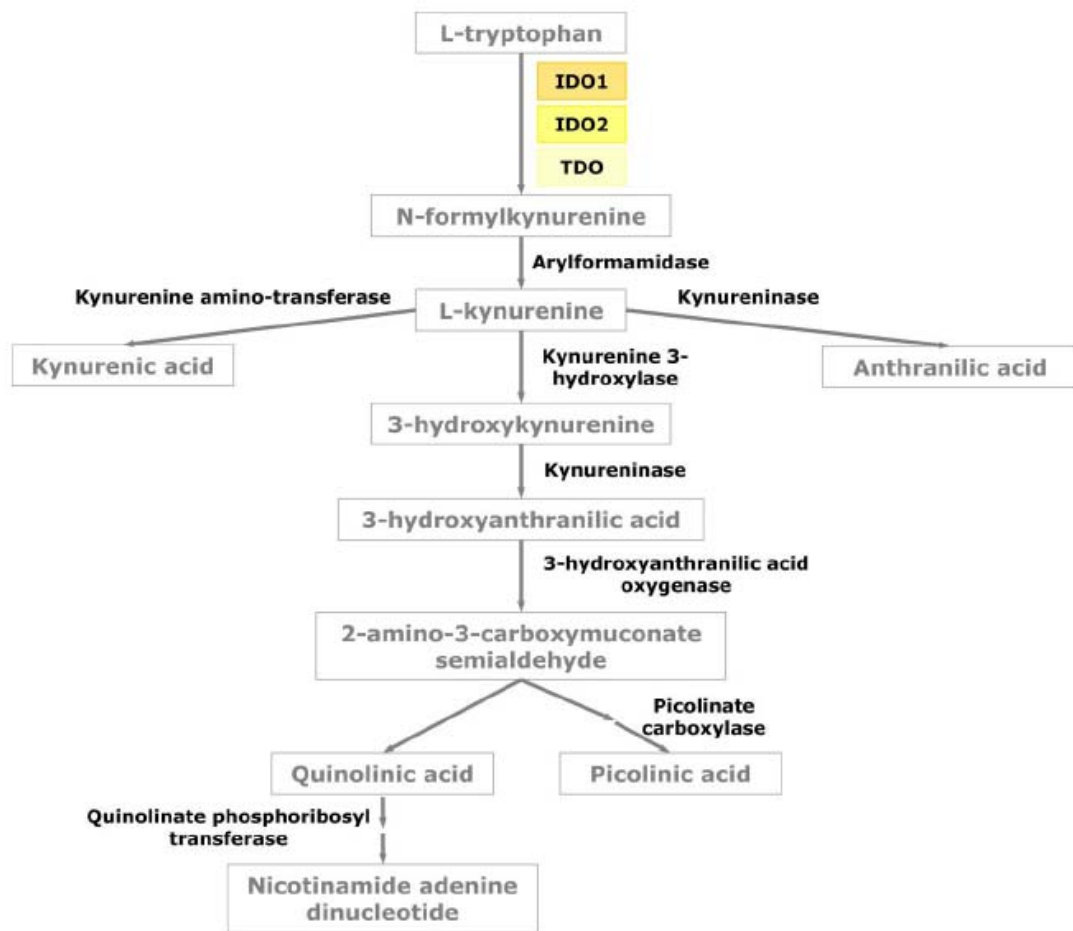 L-tryptophan
IDO1
IDO2
TDO
N-formylkynurenine
Arylformamidase
Kynurenine amino-transferase
Kynureninase
L-kynurenine
Kynurenic acid
Kynurenine 3-
hydroxylase
Anthranilic acid
3-hydroxykynurenine
Kynureninase
3-hydroxyanthranilic acid
3-hydroxyanthranilic acid
oxygenase
2-amino-3-carboxymuconate
semialdehyde
Picolinate
carboxylase
Quinolinic acid
Picolinic acid
Quinolinate phosphoribosyl
transferase
Nicotinamide adenine
dinucleotide